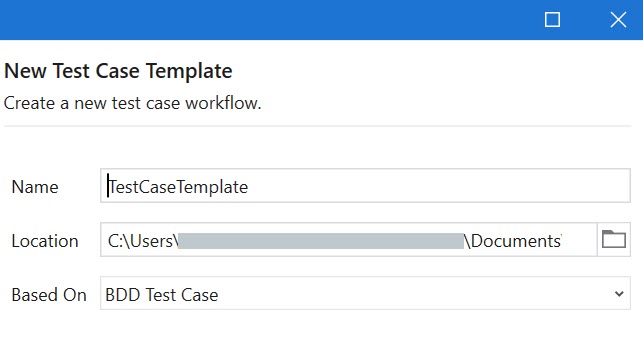 New Test Case Template
Create a new test case workflow.
Name TestCaseTemplate
Location C:\Users\ \Documents\
Based On BDD Test Case